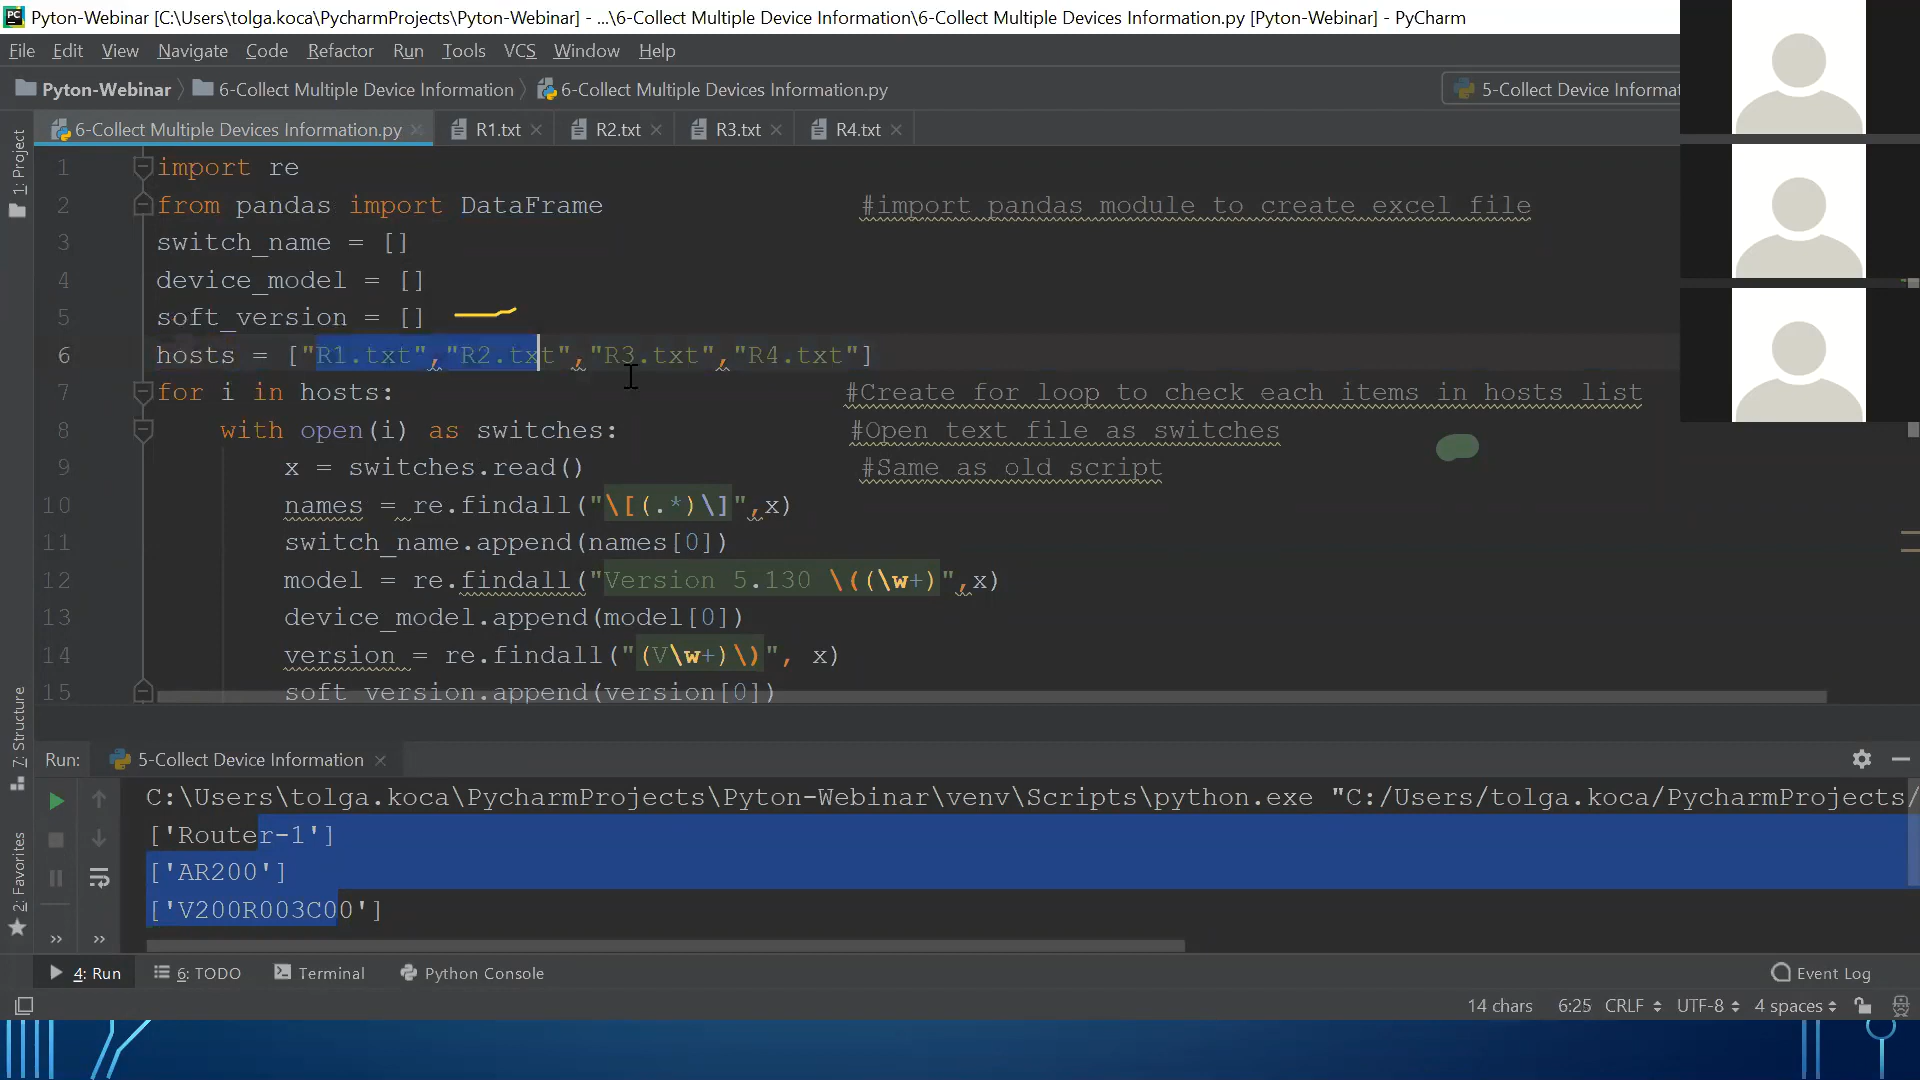 Pyton-Webinar [C:\Users\tolga.koca\PycharmProjects\Pyton-Webinar] - ...\6-Collect Multiple Device Information\6-Collect Multiple Devices Information.py [Pyton-Webinar] - PyCharm
File Edit View Navigate Code Refactor Run Tools VCS Window Help
Pyton-Webinar 6-Collect Multiple Device Information 6-Collect Multiple Devices Information.py 5-Collect Device Informat
6-Collect Multiple Devices Information.py R1.txt R2.txt R3.txt R4.txt
1: Project
1 import re
2 from pandas import DataFrame #import pandas module to create excel file
3 switch_name = []
4 device_model = []
5 soft_version = []
6 hosts = ["R1.txt","R2.txt","R3.txt","R4.txt"]
7 for i in hosts: #Create for loop to check each items in hosts list
8 with open(i) as switches: #Open text file as switches
9 x = switches.read() #Same as old script
10 names = re.findall("\[(.*)\]",x)
11 switch_name.append(names[0])
12 model = re.findall("Version 5.130 \((\w+)",x)
13 device_model.append(model[0])
14 version = re.findall("(V\w+)\)", x)
15 soft_version.append(version[0])
7: Structure
2: Favorites
Run: 5-Collect Device Information
C:\Users\tolga.koca\PycharmProjects\Pyton-Webinar\venv\Scripts\python.exe "C:/Users/tolga.koca/PycharmProjects/
['Router-1']
['AR200']
['V200R003C00']
4: Run 6: TODO Terminal Python Console Event Log
14 chars 6:25 CRLF UTF-8 4 spaces